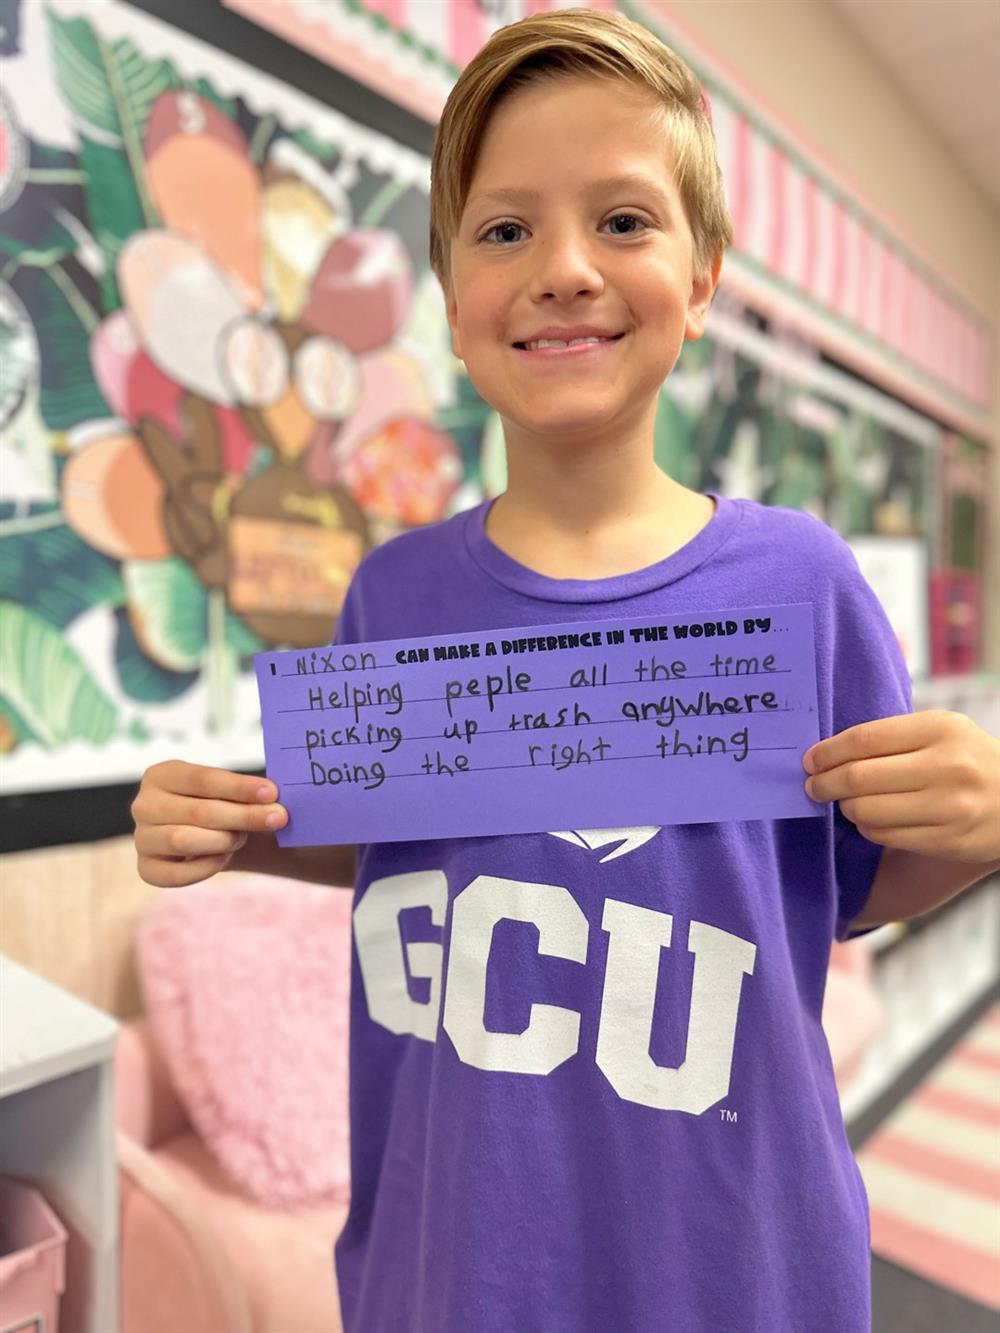 I Nixon CAN MAKE A DIFFERENCE IN THE WORLD BY...
Helping peple all the time
picking up trash anywhere
Doing the right thing
GCU
TM